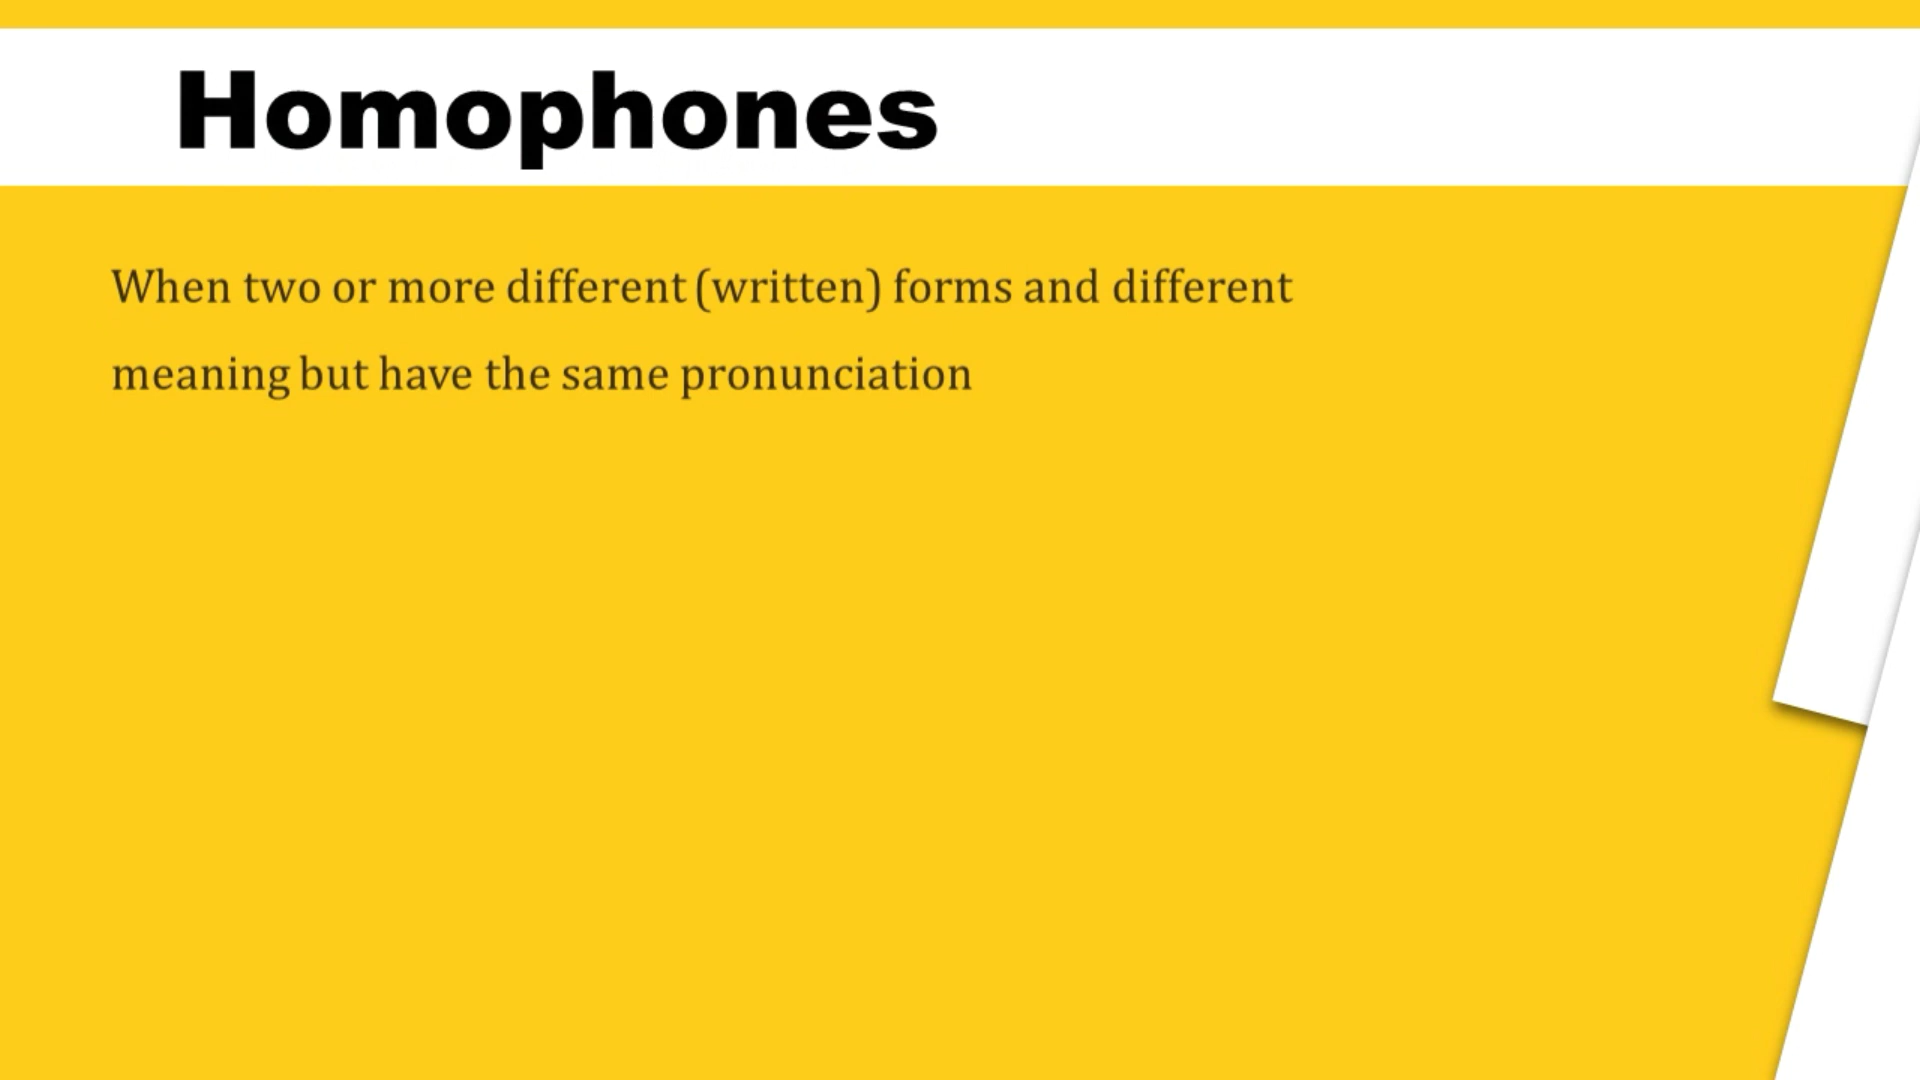 Homophones
When two or more different (written) forms and different
meaning but have the same pronunciation